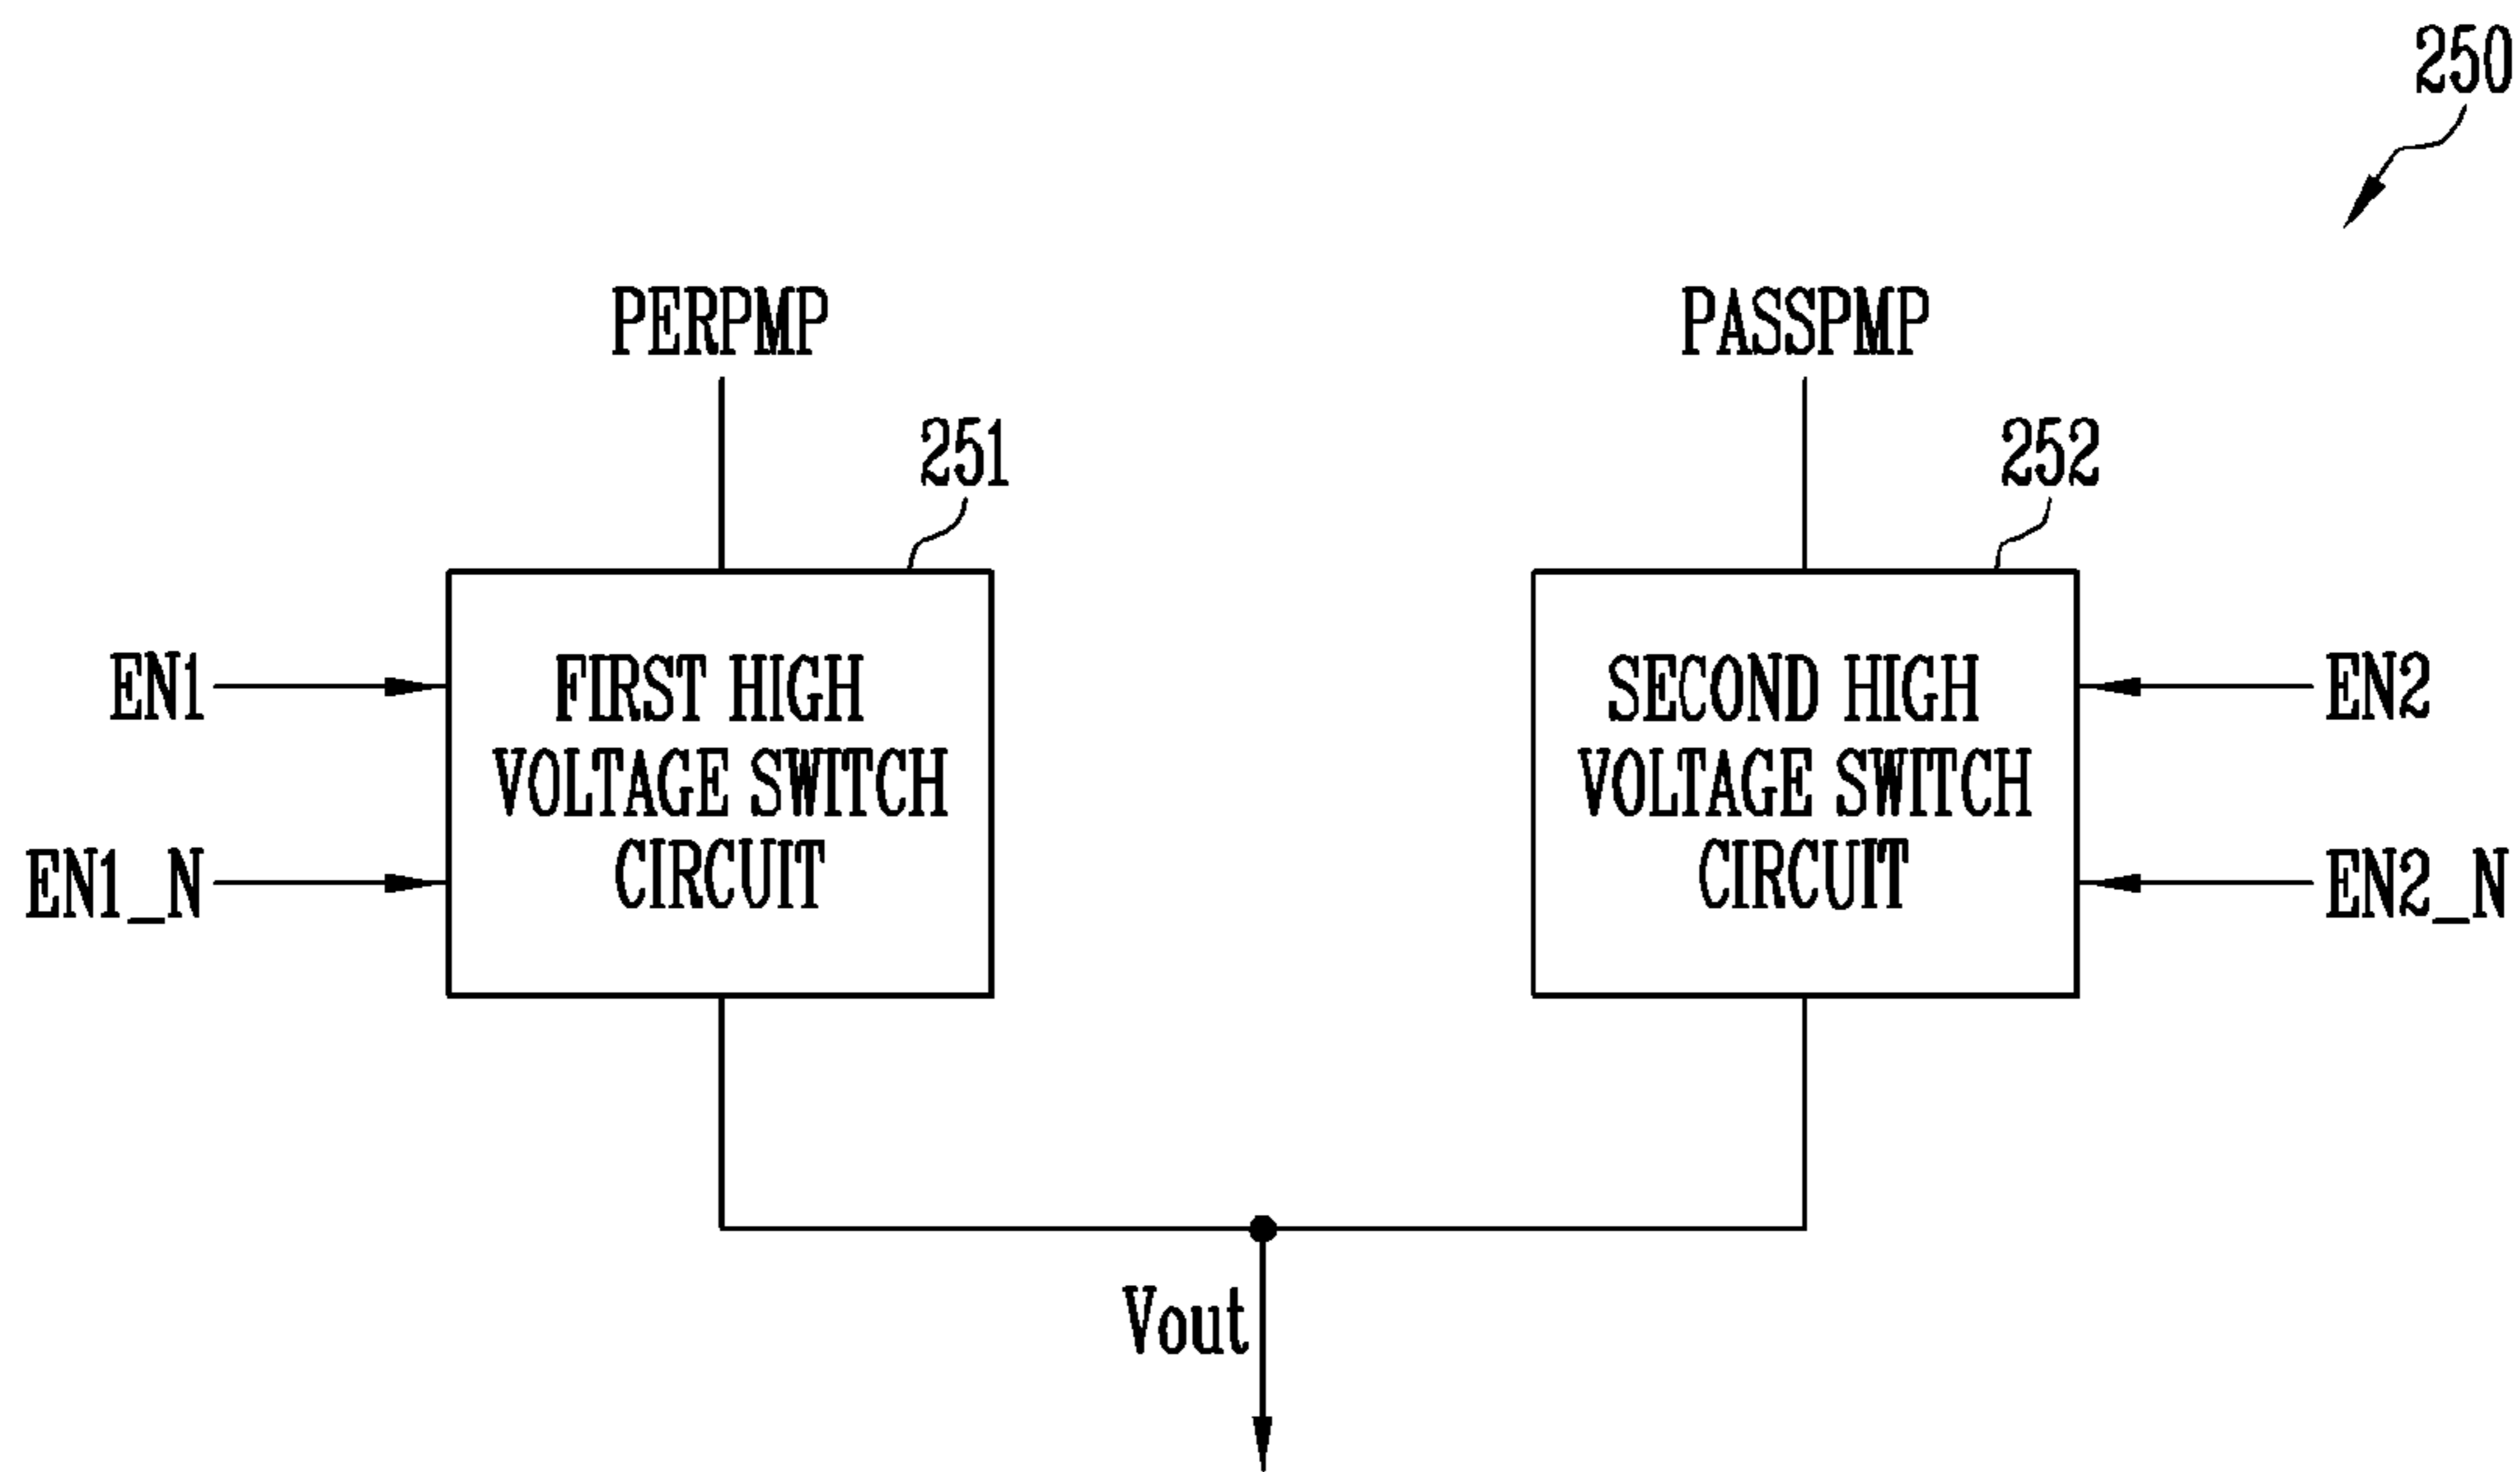 250
PERPMP
PASSPMP
251
252
EN1
FIRST HIGH
VOLTAGE SWITCH
CIRCUIT
EN1_N
SECOND HIGH
VOLTAGE SWITCH
CIRCUIT
EN2
EN2_N
Vout